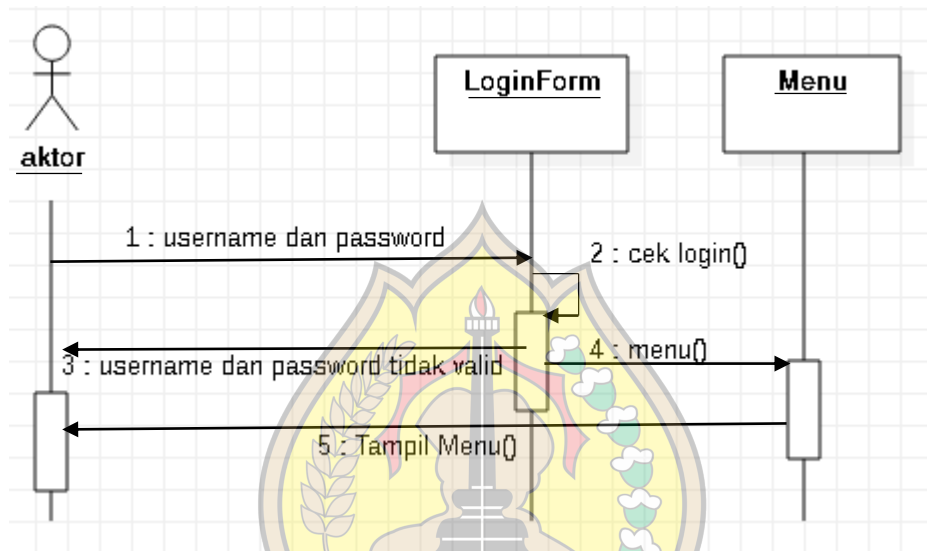 LoginForm
Menu
aktor
1 : username dan password
2 : cek login()
3 : username dan password tidak valid
4 : menu()
5 : Tampil Menu()